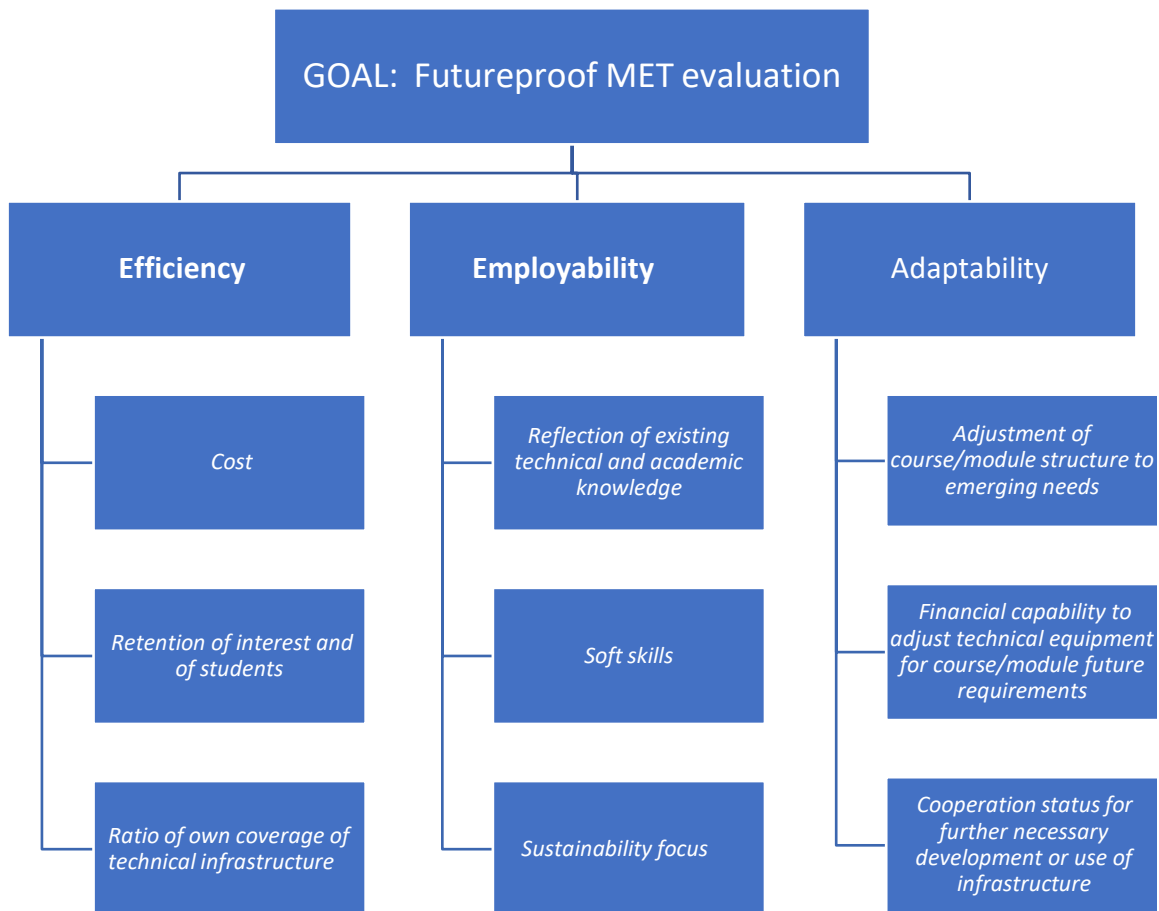 GOAL:  Futureproof MET evaluation
Efficiency
Employability
Adaptability
Cost
Reflection of existing
technical and academic
knowledge
Adjustment of
course/module structure to
emerging needs
Retention of interest and
of students
Soft skills
Financial capability to
adjust technical equipment
for course/module future
requirements
Ratio of own coverage of
technical infrastructure
Sustainability focus
Cooperation status for
further necessary
development or use of
infrastructure